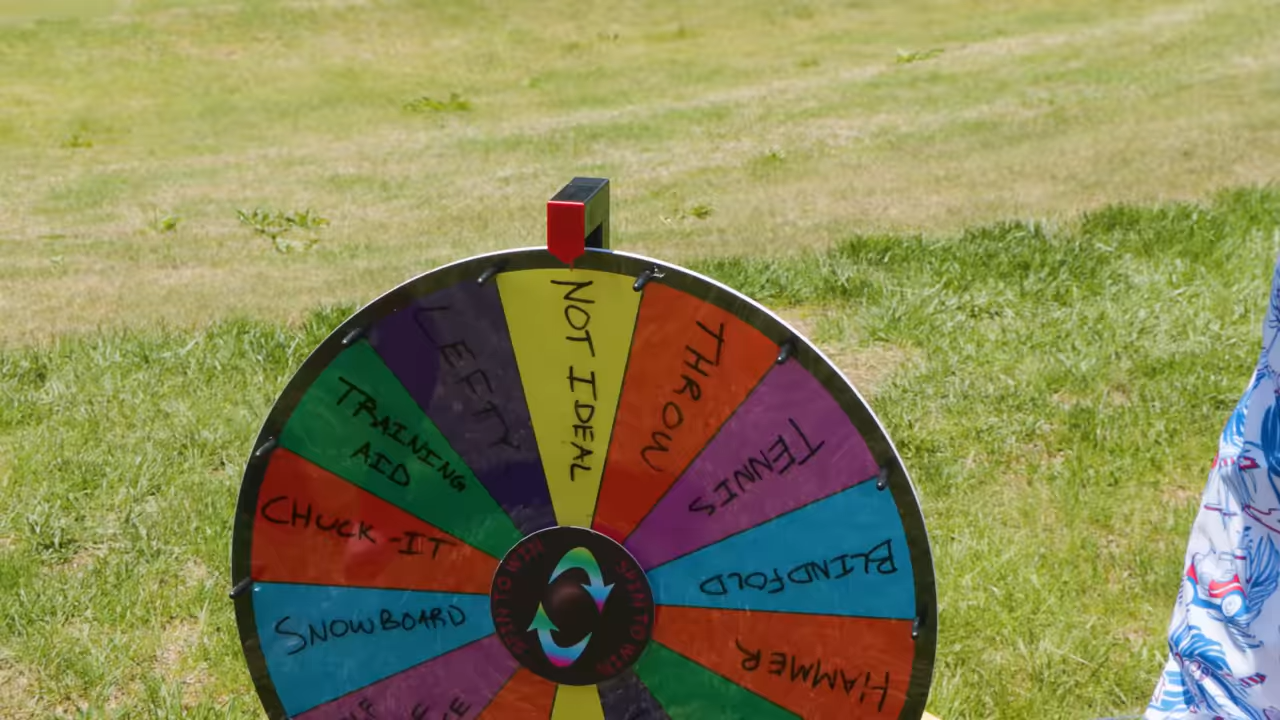 NOT IDEAL
THROW
TENNIS
BLINDFOLD
HAMMER
SNOWBOARD
CHUCK-IT
TRAINING
AID
LEFTY
SPIN TO WIN
SPIN TO WIN